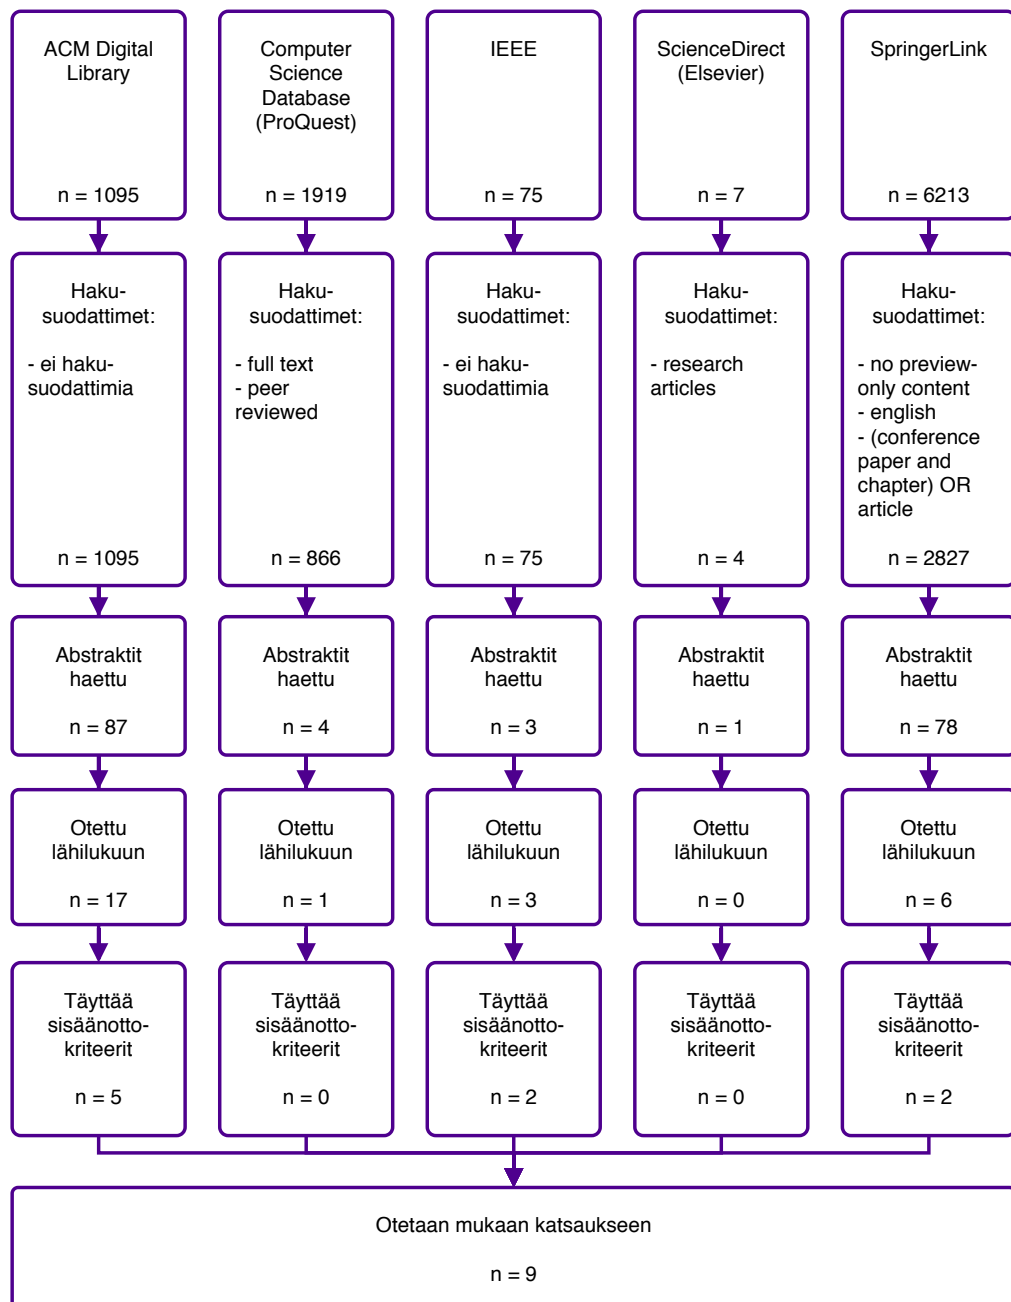 ACM Digital
Library
n = 1095
Computer
Science
Database
(ProQuest)
n = 1919
IEEE
n = 75
ScienceDirect
(Elsevier)
n = 7
SpringerLink
n = 6213
Haku-
suodattimet:
- ei haku-
suodattimia
n = 1095
Haku-
suodattimet:
- full text
- peer
reviewed
n = 866
Haku-
suodattimet:
- ei haku-
suodattimia
n = 75
Haku-
suodattimet:
- research
articles
n = 4
Haku-
suodattimet:
- no preview-
only content
- english
- (conference
paper and
chapter) OR
article
n = 2827
Abstraktit
haettu
n = 87
Abstraktit
haettu
n = 4
Abstraktit
haettu
n = 3
Abstraktit
haettu
n = 1
Abstraktit
haettu
n = 78
Otettu
lähilukuun
n = 17
Otettu
lähilukuun
n = 1
Otettu
lähilukuun
n = 3
Otettu
lähilukuun
n = 0
Otettu
lähilukuun
n = 6
Täyttää
sisäänotto-
kriteerit
n = 5
Täyttää
sisäänotto-
kriteerit
n = 0
Täyttää
sisäänotto-
kriteerit
n = 2
Täyttää
sisäänotto-
kriteerit
n = 0
Täyttää
sisäänotto-
kriteerit
n = 2
Otetaan mukaan katsaukseen
n = 9